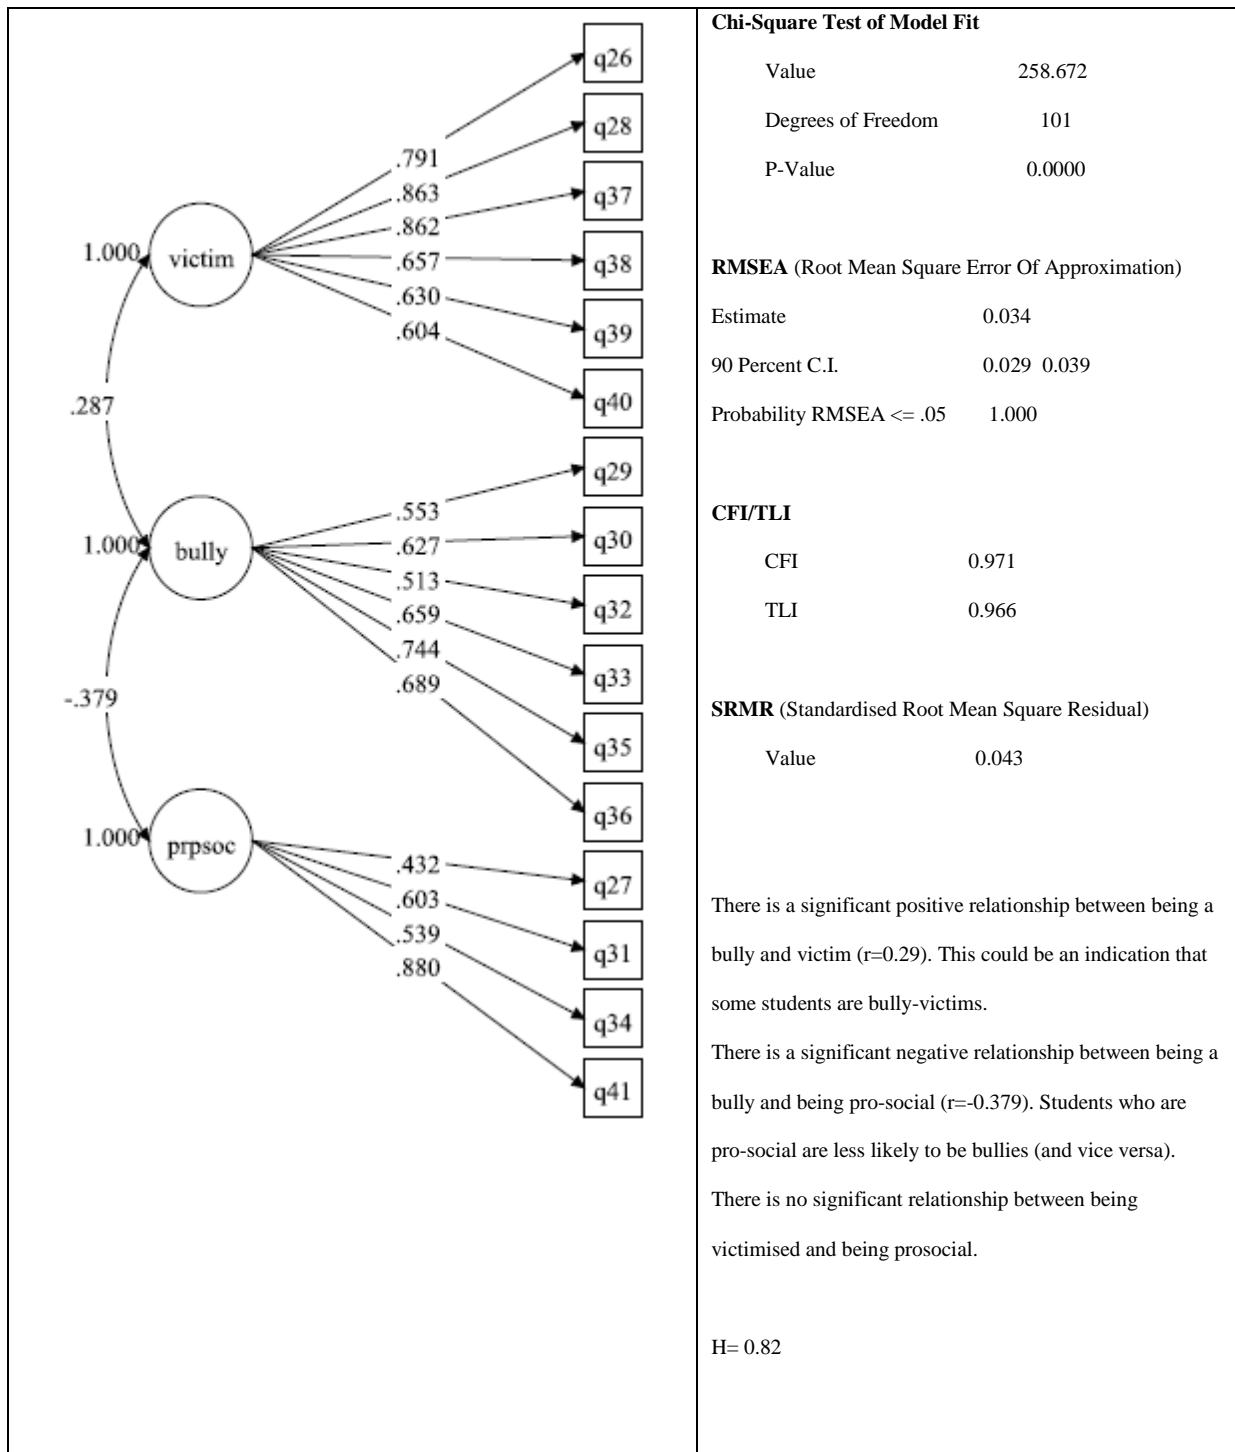 q26
q28
q37
q38
q39
q40
q29
q30
q32
q33
q35
q36
q27
q31
q34
q41
.791
.863
.862
.657
.630
.604
.553
.627
.513
.659
.744
.689
.432
.603
.539
.880
1.000
victim
.287
1.000
bully
-.379
1.000
prpsoc
Chi-Square Test of Model Fit
Value 258.672
Degrees of Freedom 101
P-Value 0.0000
RMSEA (Root Mean Square Error Of Approximation)
Estimate 0.034
90 Percent C.I. 0.029 0.039
Probability RMSEA <= .05 1.000
CFI/TLI
CFI 0.971
TLI 0.966
SRMR (Standardised Root Mean Square Residual)
Value 0.043
There is a significant positive relationship between being a
bully and victim (r=0.29). This could be an indication that
some students are bully-victims.
There is a significant negative relationship between being a
bully and being pro-social (r=-0.379). Students who are
pro-social are less likely to be bullies (and vice versa).
There is no significant relationship between being
victimised and being prosocial.
H= 0.82